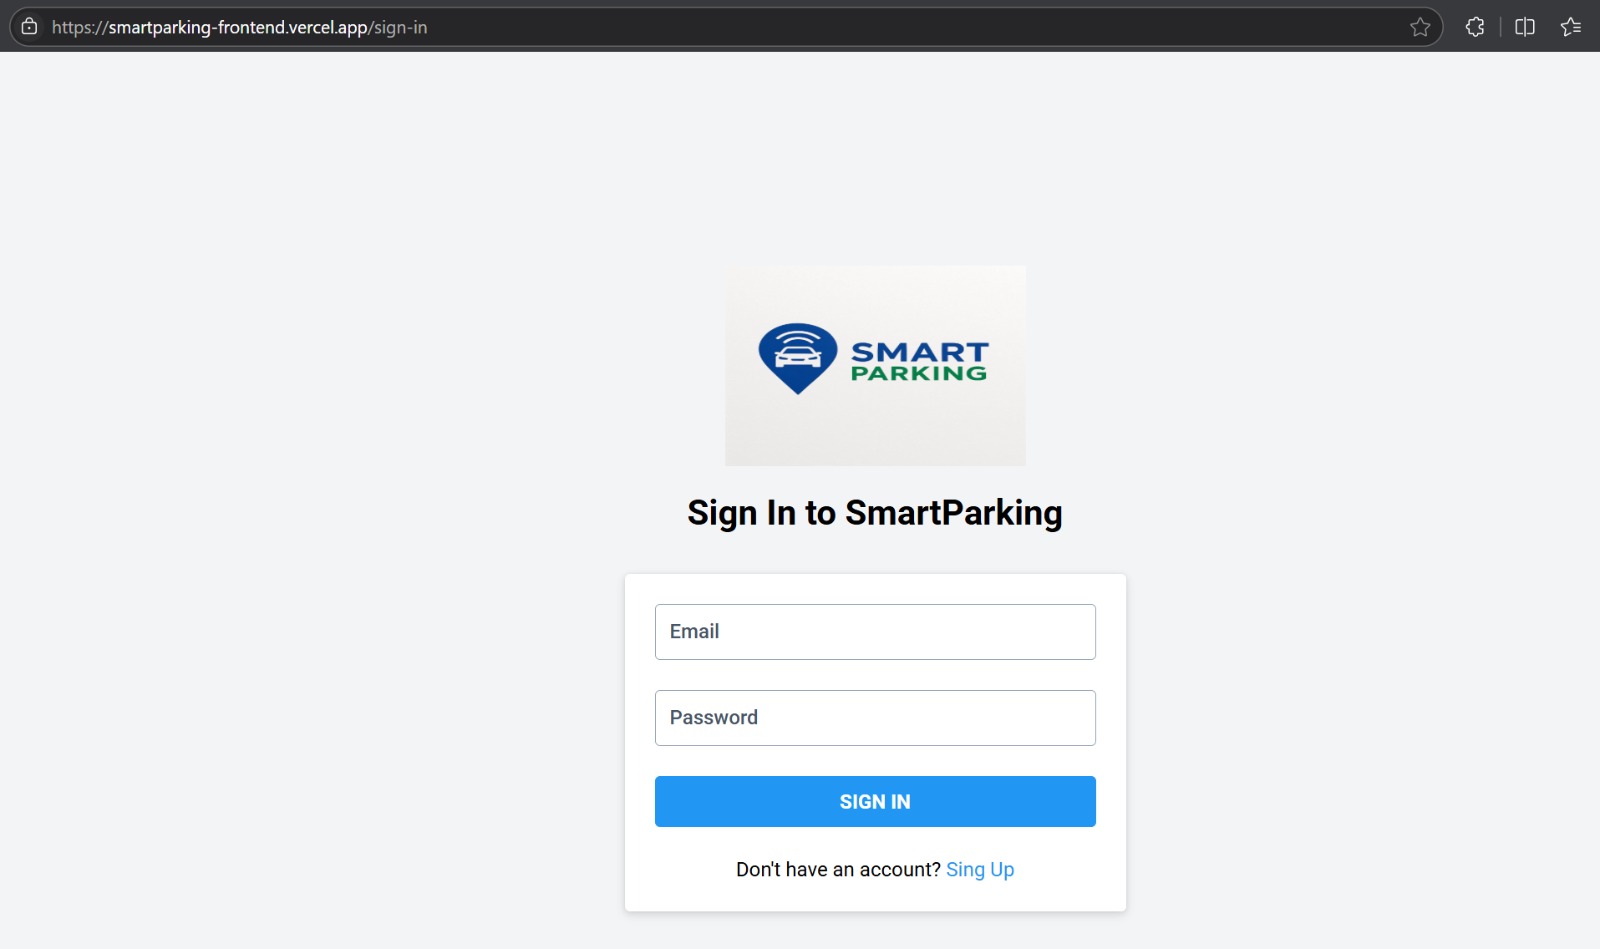 https://smartparking-frontend.vercel.app/sign-in
SMART
PARKING
Sign In to SmartParking
Email
Password
SIGN IN
Don't have an account? Sing Up